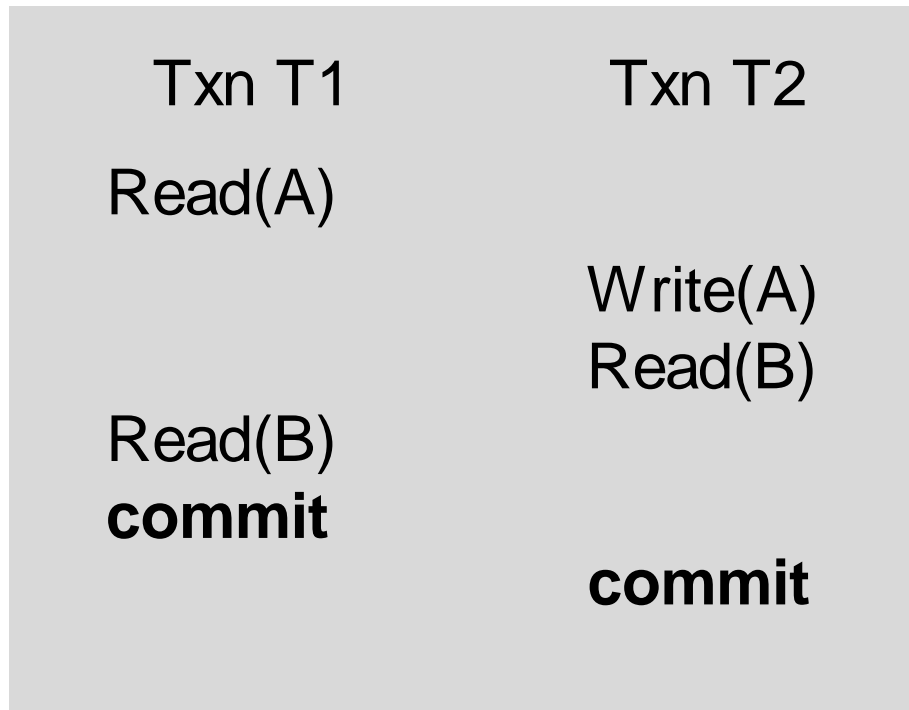 Txn T1 Txn T2
Read(A)
Write(A)
Read(B)
Read(B)
commit
commit